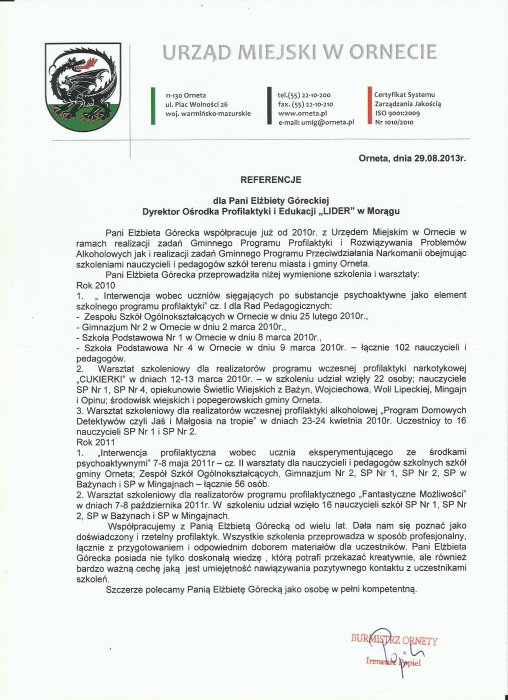 URZĄD MIEJSKI W ORNECIE
11-130 Orneta
ul. Plac Wolności 26
woj. warmińsko-mazurskie
tel.(55) 22-10-200
fax. (55) 22-10-210
www.orneta.pl
e-mail: umig@orneta.pl
Certyfikat Systemu
Zarządzania Jakością
ISO 9001:2009
Nr 1010/2010
Orneta, dnia 29.08.2013r.
REFERENCJE
dla Pani Elżbiety Góreckiej
Dyrektor Ośrodka Profilaktyki i Edukacji „LIDER” w Morągu
Pani Elżbieta Górecka współpracuje już od 2010r. z Urzędem Miejskim w Ornecie w
ramach realizacji zadań Gminnego Programu Profilaktyki i Rozwiązywania Problemów
Alkoholowych jak i realizacji zadań Gminnego Programu Przeciwdziałania Narkomanii obejmując
szkoleniami nauczycieli i pedagogów szkół terenu miasta i gminy Orneta.
Pani Elżbieta Górecka przeprowadziła niżej wymienione szkolenia i warsztaty:
Rok 2010
1. „ Interwencja wobec uczniów sięgających po substancje psychoaktywne jako element
szkolnego programu profilaktyki” cz. I dla Rad Pedagogicznych:
- Zespołu Szkół Ogólnokształcących w Ornecie w dniu 25 lutego 2010r.,
- Gimnazjum Nr 2 w Ornecie w dniu 2 marca 2010r.,
- Szkoła Podstawowa Nr 1 w Ornecie w dniu 8 marca 2010r.,
- Szkoła Podstawowa Nr 4 w Ornecie w dniu 9 marca 2010r. – łącznie 102 nauczycieli i
pedagogów.
2. Warsztat szkoleniowy dla realizatorów programu wczesnej profilaktyki narkotykowej
„CUKIERKI” w dniach 12-13 marca 2010r. – w szkoleniu udział wzięły 22 osoby; nauczyciele
SP Nr 1, SP Nr 4, opiekunowie Świetlic Wiejskich z Bażyn, Wojciechowa, Woli Lipeckiej, Mingajn
i Opinu; środowisk wiejskich i popegerowskich gminy Orneta.
3. Warsztat szkoleniowy dla realizatorów wczesnej profilaktyki alkoholowej „Program Domowych
Detektywów czyli Jaś i Małgosia na tropie” w dniach 23-24 kwietnia 2010r. Uczestnicy to 16
nauczycieli SP Nr 1 i SP Nr 2.
Rok 2011
1. „Interwencja profilaktyczna wobec ucznia eksperymentującego ze środkami
psychoaktywnymi” 7-8 maja 2011r – cz. II warsztaty dla nauczycieli i pedagogów szkolnych szkół
gminy Orneta; Zespół Szkół Ogólnokształcących, Gimnazjum Nr 2, SP Nr 1, SP Nr 2, SP w
Bażynach i SP w Mingajnach – łącznie 56 osób.
2. Warsztat szkoleniowy dla realizatorów programu profilaktycznego „Fantastyczne Możliwości”
w dniach 7-8 października 2011r. W szkoleniu udział wzięło 16 nauczycieli szkół SP Nr 1, SP Nr
2, SP w Bażynach i SP w Mingajnach.
Współpracujemy z Panią Elżbietą Górecką od wielu lat. Dała nam się poznać jako
doświadczony i rzetelny profilaktyk. Wszystkie szkolenia przeprowadza w sposób profesjonalny,
łącznie z przygotowaniem i odpowiednim doborem materiałów dla uczestników. Pani Elżbieta
Górecka posiada nie tylko doskonałą wiedzę , którą potrafi przekazać kreatywnie, ale również
bardzo ważną cechę jaką jest umiejętność nawiązywania pozytywnego kontaktu z uczestnikami
szkoleń.
Szczerze polecamy Panią Elżbietę Górecką jako osobę w pełni kompetentną.
BURMISTRZ ORNETY
Ireneusz Popiel